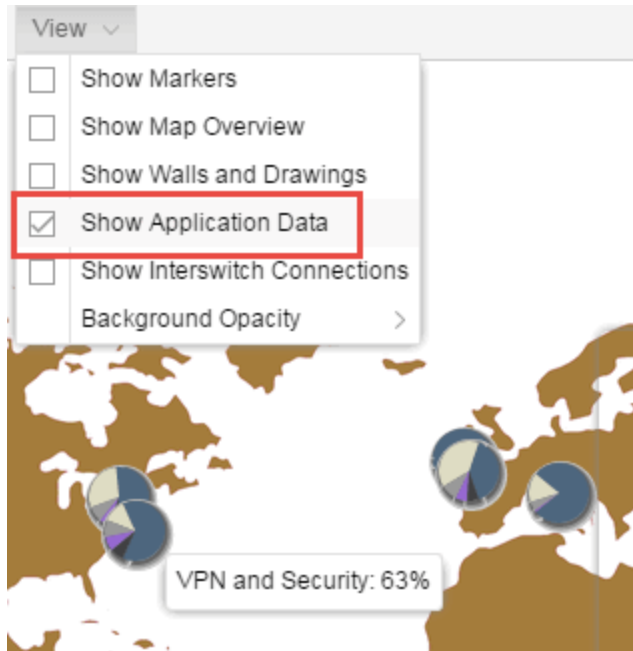 View
Show Markers
Show Map Overview
Show Walls and Drawings
Show Application Data
Show Interswitch Connections
Background Opacity
VPN and Security: 63%